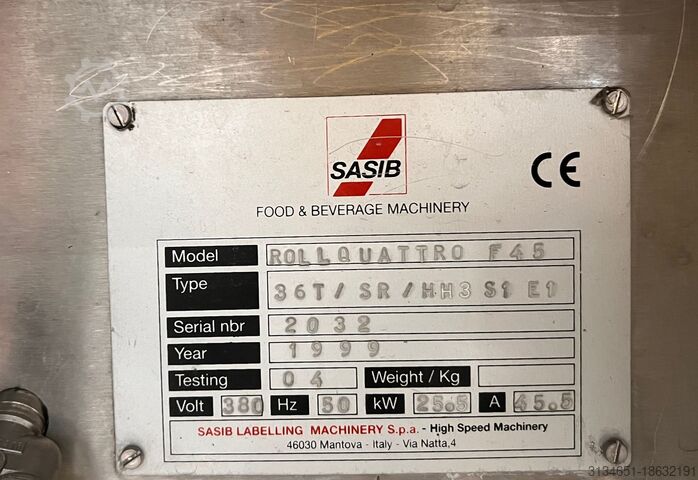 SASIB
CE
FOOD & BEVERAGE MACHINERY
Model ROLLQUATTRO F45
Type 36T/ SR/HH3 S1 E1
Serial nbr 2032
Year 1999
Testing 04 Weight / Kg
Volt 380 Hz 50 kW 25.5 A 45.5
SASIB LABELLING MACHINERY S.p.a. - High Speed Machinery
46030 Mantova - Italy - Via Natta,4
3134651-18632191